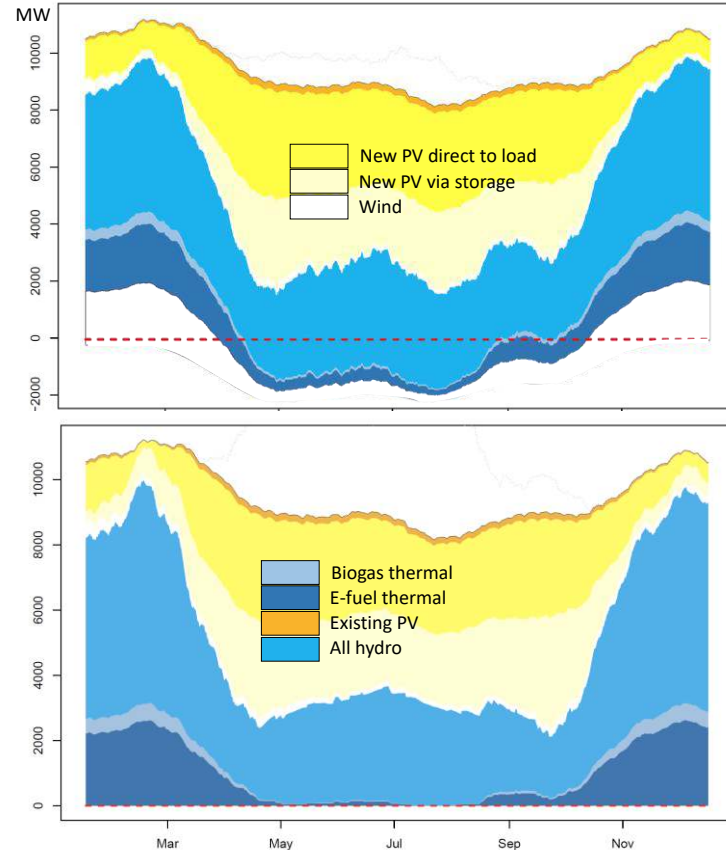 MW
10000
8000
6000
4000
2000
0
-2000
New PV direct to load
New PV via storage
Wind
10000
8000
6000
4000
2000
0
Biogas thermal
E-fuel thermal
Existing PV
All hydro
Mar May Jul Sep Nov